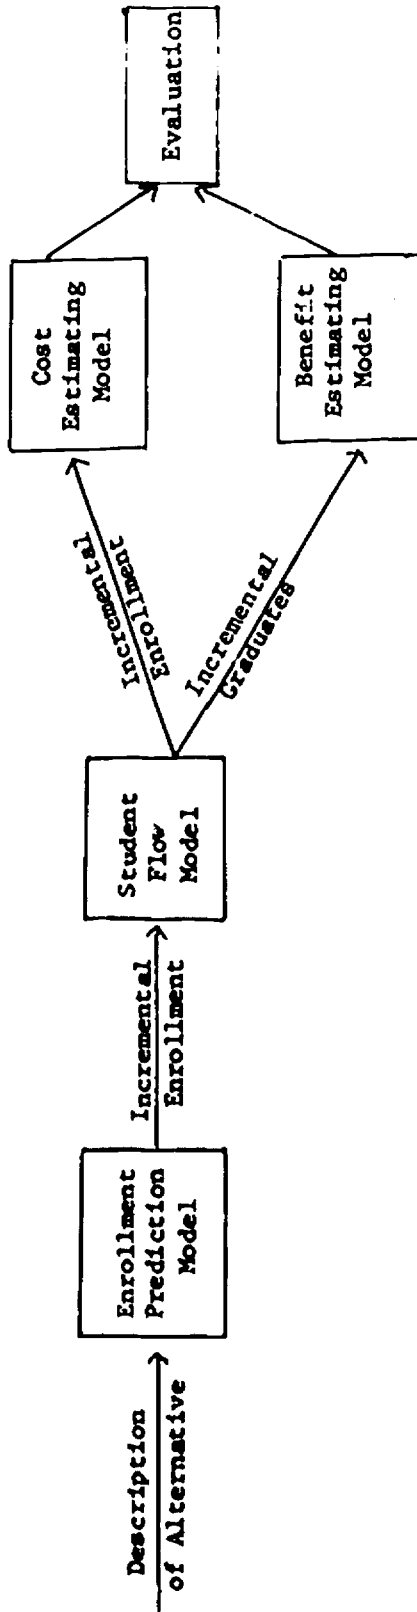 Description
of Alternative
Enrollment
Prediction
Model
Incremental
Enrollment
Student
Flow
Model
Incremental
Enrollment
Incremental
Graduates
Cost
Estimating
Model
Benefit
Estimating
Model
Evaluation